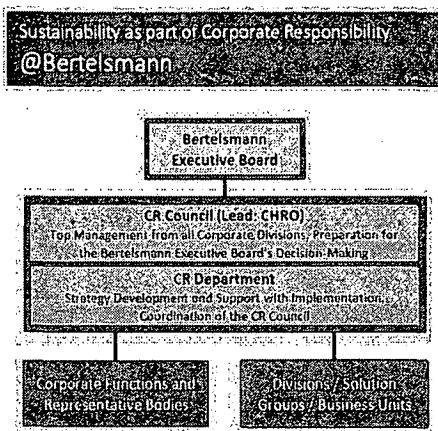 Sustainability as part of Corporate Responsibility
@Bertelsmann
Bertelsmann
Executive Board
CR Council (Lead: CHRO)
Top Management from all Corporate Divisions, Preparation for
the Bertelsmann Executive Board's Decision-Making
CR Department
Strategy Development and Support with Implementation,
Coordination of the CR Council
Corporate Functions and
Representative Bodies
Divisions / Solution
Groups / Business Units